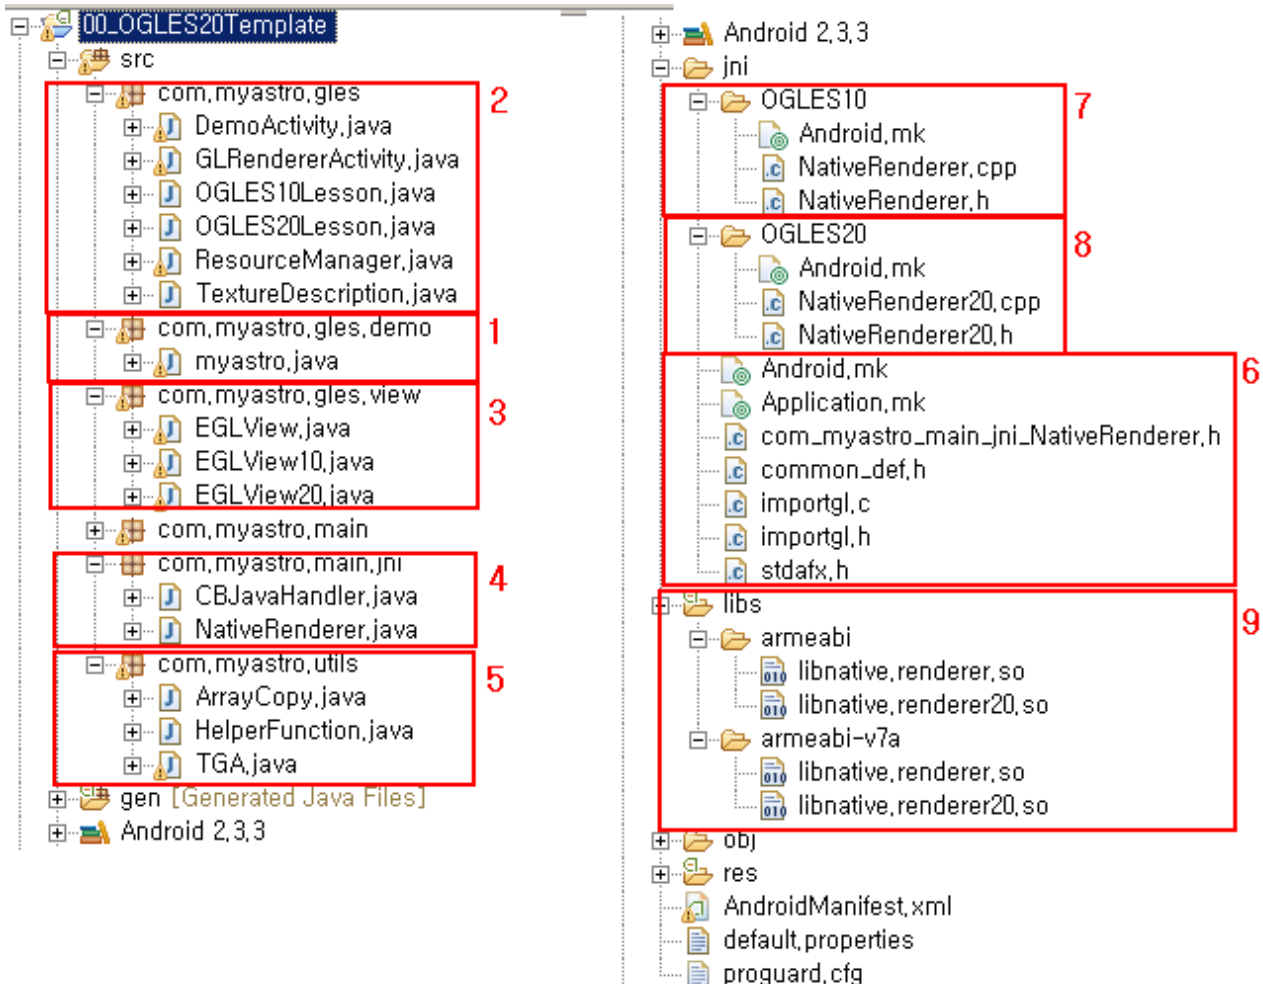 00_OGLES20Template
src
com.myastro.gles
2
DemoActivity.java
GLRendererActivity.java
OGLES10Lesson.java
OGLES20Lesson.java
ResourceManager.java
TextureDescription.java
com.myastro.gles.demo
1
myastro.java
com.myastro.gles.view
3
EGLView.java
EGLView10.java
EGLView20.java
com.myastro.main
com.myastro.main.jni
4
CBJavaHandler.java
NativeRenderer.java
com.myastro.utils
5
ArrayCopy.java
HelperFunction.java
TGA.java
gen [Generated Java Files]
Android 2.3.3
Android 2.3.3
jni
OGLES10
7
Android.mk
NativeRenderer.cpp
NativeRenderer.h
OGLES20
8
Android.mk
NativeRenderer20.cpp
NativeRenderer20.h
Android.mk
6
Application.mk
com_myastro_main_jni_NativeRenderer.h
common_def.h
importgl.c
importgl.h
stdafx.h
libs
9
armeabi
libnative.renderer.so
libnative.renderer20.so
armeabi-v7a
libnative.renderer.so
libnative.renderer20.so
obj
res
AndroidManifest.xml
default.properties
proguard.cfg